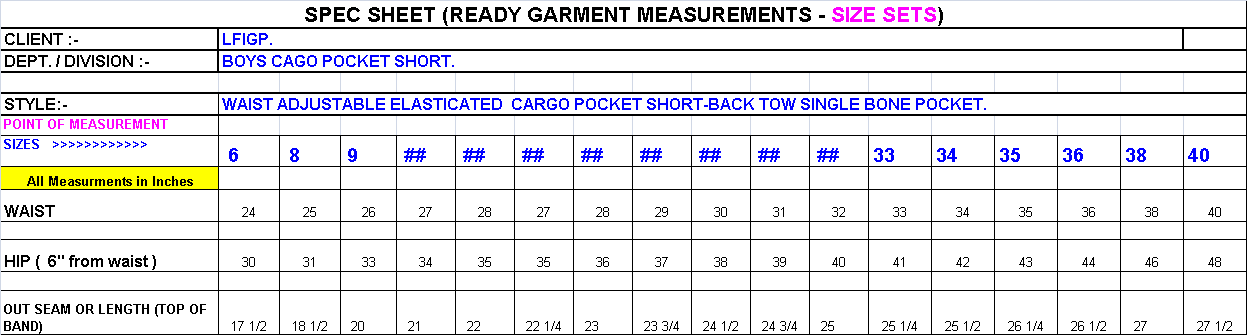 SPEC SHEET (READY GARMENT MEASUREMENTS - SIZE SETS)
CLIENT :- LFIGP.
DEPT. / DIVISION :- BOYS CAGO POCKET SHORT.
STYLE:- WAIST ADJUSTABLE ELASTICATED CARGO POCKET SHORT-BACK TOW SINGLE BONE POCKET.
POINT OF MEASUREMENT
SIZES >>>>>>>>>>>> 6 8 9 ## ## ## ## ## ## ## ## 33 34 35 36 38 40
All Measurments in Inches
WAIST 24 25 26 27 28 27 28 29 30 31 32 33 34 35 36 38 40
HIP ( 6" from waist ) 30 31 33 34 35 35 36 37 38 39 40 41 42 43 44 46 48
OUT SEAM OR LENGTH (TOP OF
BAND) 17 1/2 18 1/2 20 21 22 22 1/4 23 23 3/4 24 1/2 24 3/4 25 25 1/4 25 1/2 26 1/4 26 1/2 27 27 1/2